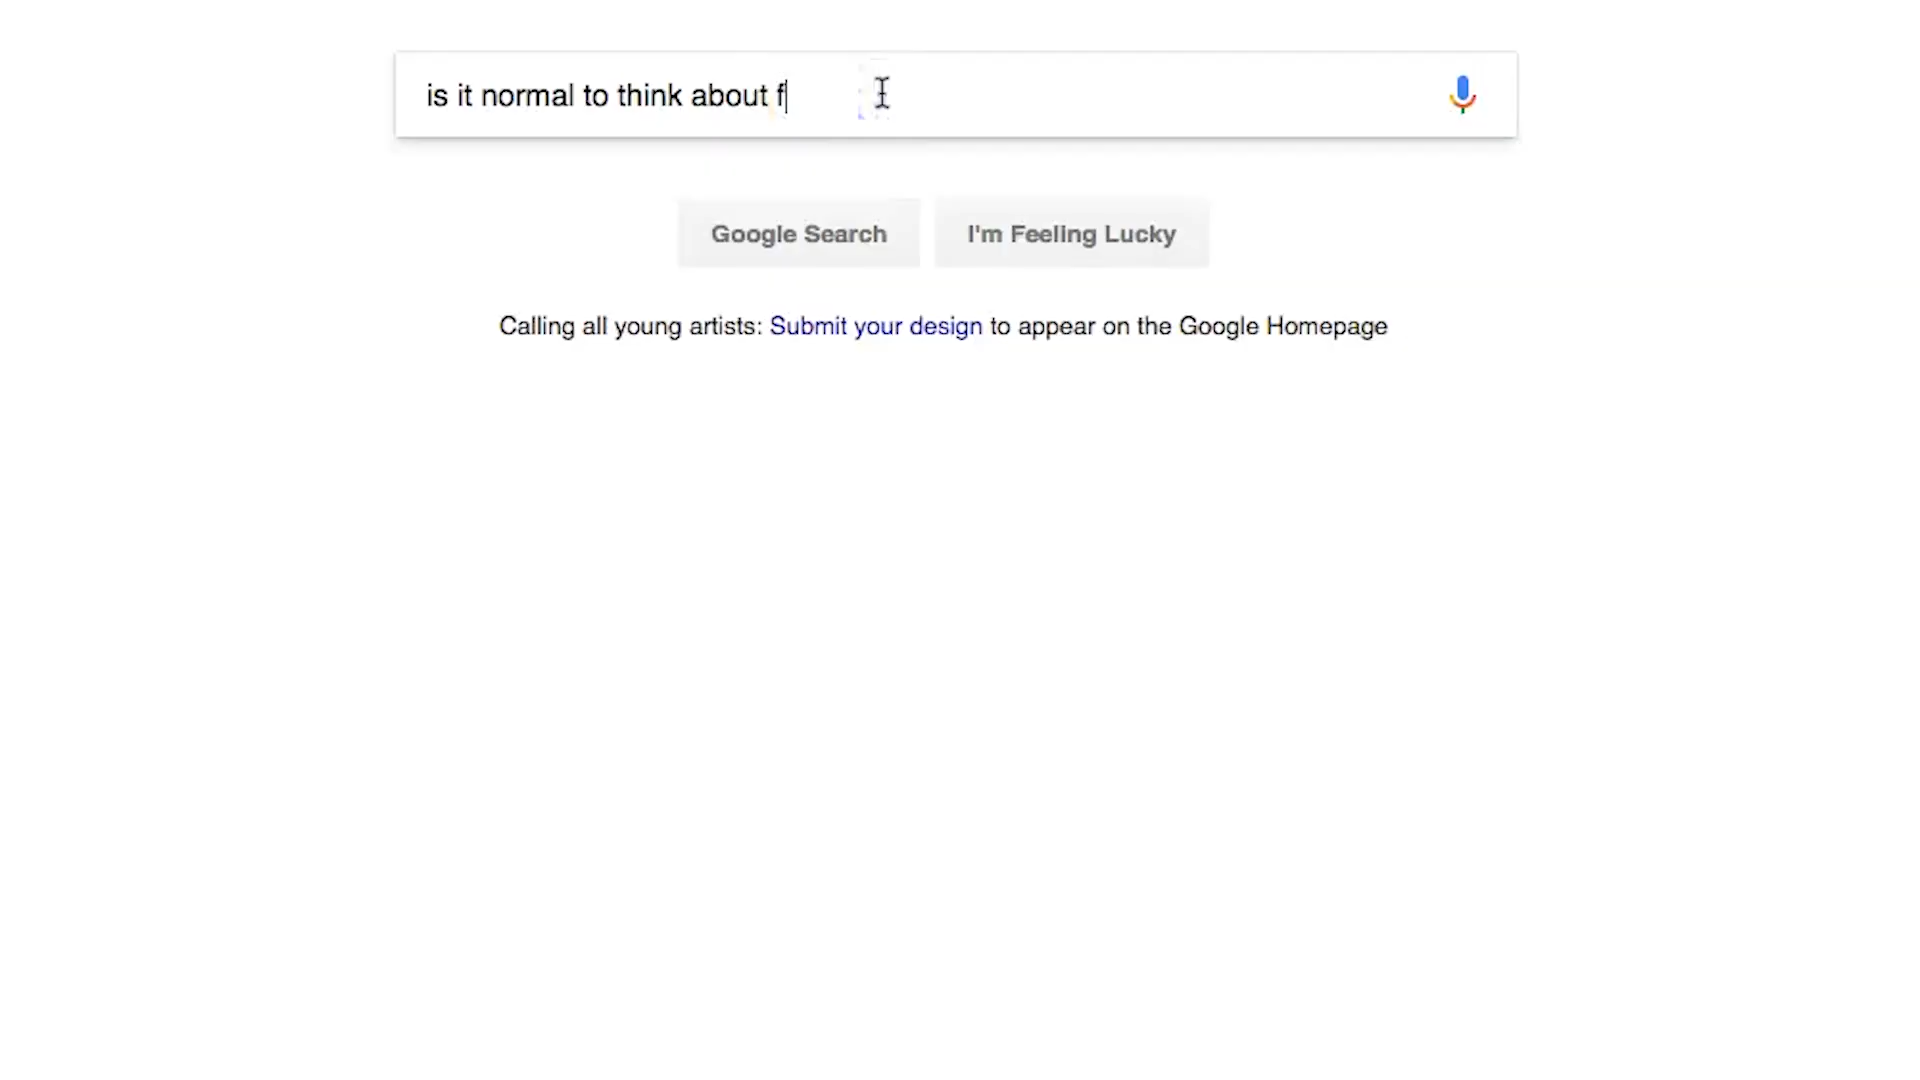 is it normal to think about f
Google Search
I'm Feeling Lucky
Calling all young artists: Submit your design to appear on the Google Homepage